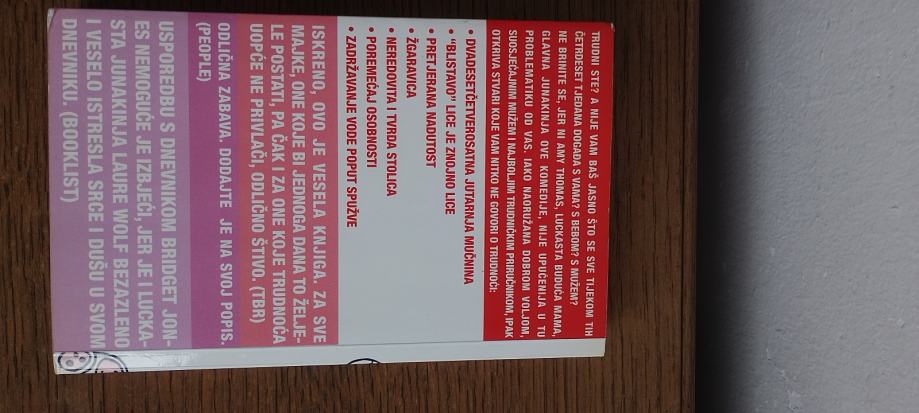 TRUDNI STE? A NIJE VAM BAŠ JASNO ŠTO SE SVE TIJEKOM TIH
ČETRDESET TJEDANA DOGAĐA S VAMA? S BEBOM? S MUŽEM?
NE BRINITE SE, JER NI AMY THOMAS, LUCKASTA BUDUĆA MAMA,
GLAVNA JUNAKINJA OVE KOMEDIJE, NIJE UPUĆENIJA U TU
PROBLEMATIKU OD VAS. IAKO NAORUŽANA DOBROM VOLJOM,
SUOSJEĆAJNIM MUŽEM I NAJBOLJIM TRUDNIČKIM PRIRUČNIKOM, IPAK
OTKRIVA STVARI KOJE VAM NITKO NE GOVORI O TRUDNOĆI:
• DVADESETČETVEROSATNA JUTARNJA MUČNINA
• "BLISTAVO" LICE JE ZNOJNO LICE
• PRETJERANA NADUTOST
• ŽGARAVICA
• NEREDOVITA I TVRDA STOLICA
• POREMEĆAJ OSOBNOSTI
• ZADRŽAVANJE VODE POPUT SPUŽVE
ISKRENO, OVO JE VESELA KNJIGA. ZA SVE
MAJKE, ONE KOJE BI JEDNOGA DANA TO ŽELJE-
LE POSTATI, PA ČAK I ZA ONE KOJE TRUDNOĆA
UOPĆE NE PRIVLAČI, ODLIČNO ŠTIVO. (TBR)
ODLIČNA ZABAVA. DODAJTE JE NA SVOJ POPIS.
(PEOPLE)
USPOREDBU S DNEVNIKOM BRIDGET JON-
ES NEMOGUĆE JE IZBJEĆI, JER JE I LUCKA-
STA JUNAKINJA LAURE WOLF BEZAZLENO
I VESELO ISTRESLA SRCE I DUŠU U SVOM
DNEVNIKU. (BOOKLIST)